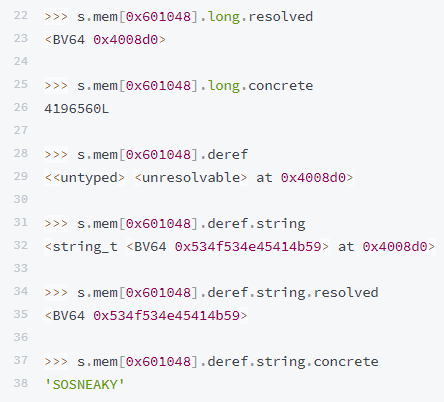 22 >>> s.mem[0x601048].long.resolved
23 <BV64 0x4008d0>
24
25 >>> s.mem[0x601048].long.concrete
26 4196560L
27
28 >>> s.mem[0x601048].deref
29 <<untyped> <unresolvable> at 0x4008d0>
30
31 >>> s.mem[0x601048].deref.string
32 <string_t <BV64 0x534f534e45414b59> at 0x4008d0>
33
34 >>> s.mem[0x601048].deref.string.resolved
35 <BV64 0x534f534e45414b59>
36
37 >>> s.mem[0x601048].deref.string.concrete
38 'SOSNEAKY'